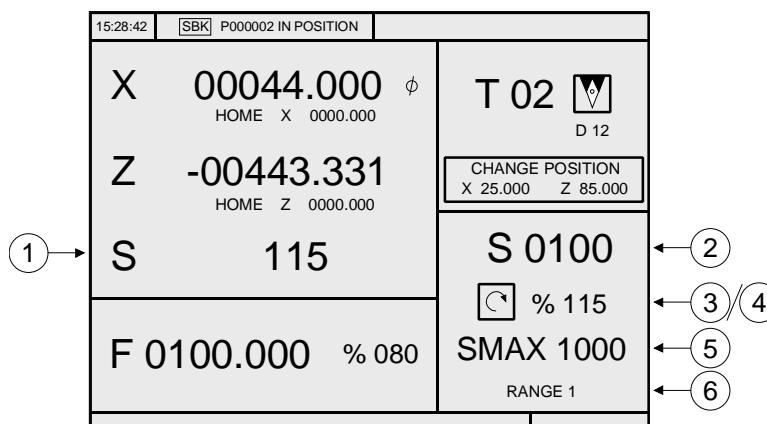 15:28:42 SBK P000002 IN POSITION
X 00044.000 ϕ
HOME X 0000.000
Z -00443.331
HOME Z 0000.000
S 115
F 0100.000 % 080
T 02
D 12
CHANGE POSITION
X 25.000 Z 85.000
S 0100
% 115
SMAX 1000
RANGE 1
1
2
3/4
5
6